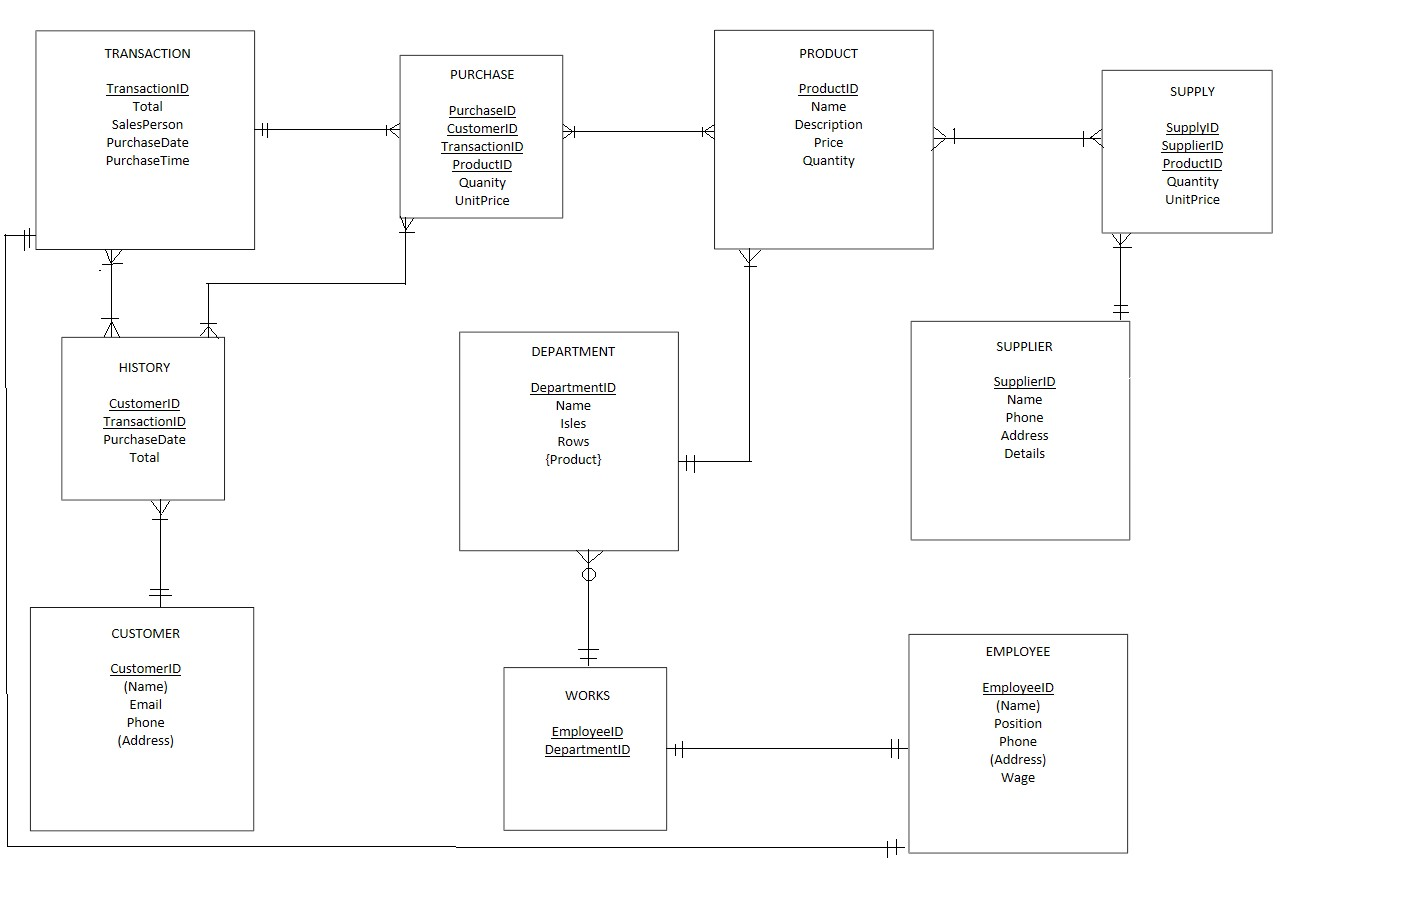 TRANSACTION
TransactionID
Total
SalesPerson
PurchaseDate
PurchaseTime
PURCHASE
PurchaseID
CustomerID
TransactionID
ProductID
Quanity
UnitPrice
PRODUCT
ProductID
Name
Description
Price
Quantity
SUPPLY
SupplyID
SupplierID
ProductID
Quantity
UnitPrice
HISTORY
CustomerID
TransactionID
PurchaseDate
Total
DEPARTMENT
DepartmentID
Name
Isles
Rows
{Product}
SUPPLIER
SupplierID
Name
Phone
Address
Details
CUSTOMER
CustomerID
(Name)
Email
Phone
(Address)
WORKS
EmployeeID
DepartmentID
EMPLOYEE
EmployeeID
(Name)
Position
Phone
(Address)
Wage